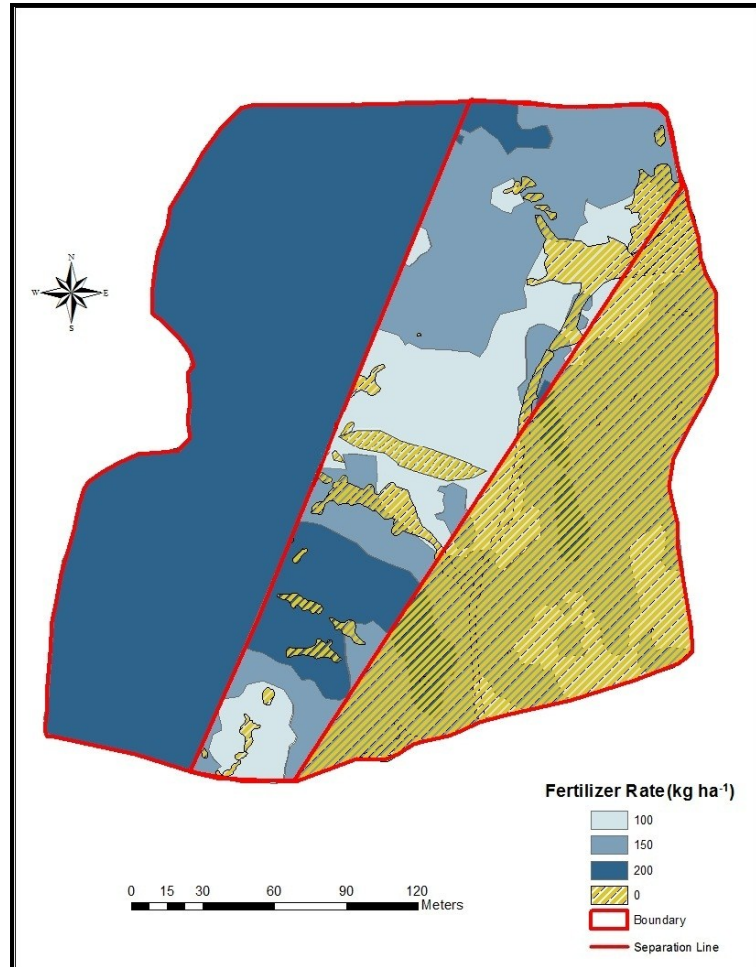 N
W E
S
Fertilizer Rate(kg ha⁻¹)
100
150
200
0
Boundary
Separation Line
0 15 30 60 90 120
Meters